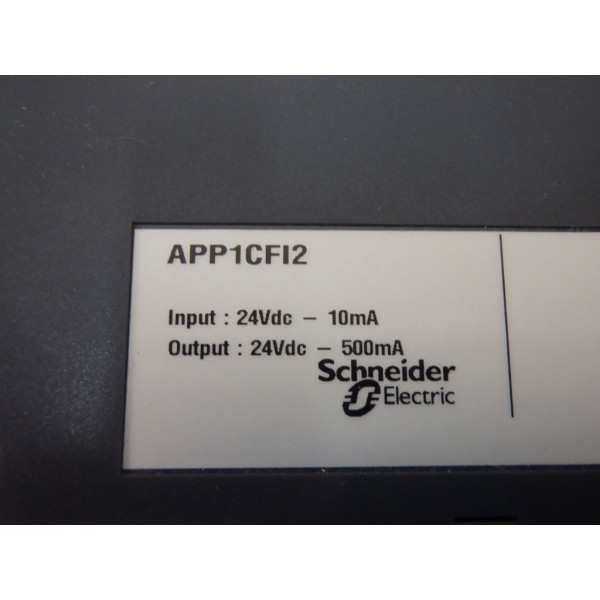 APP1CFI2
Input : 24Vdc – 10mA
Output : 24Vdc – 500mA
Schneider
Electric